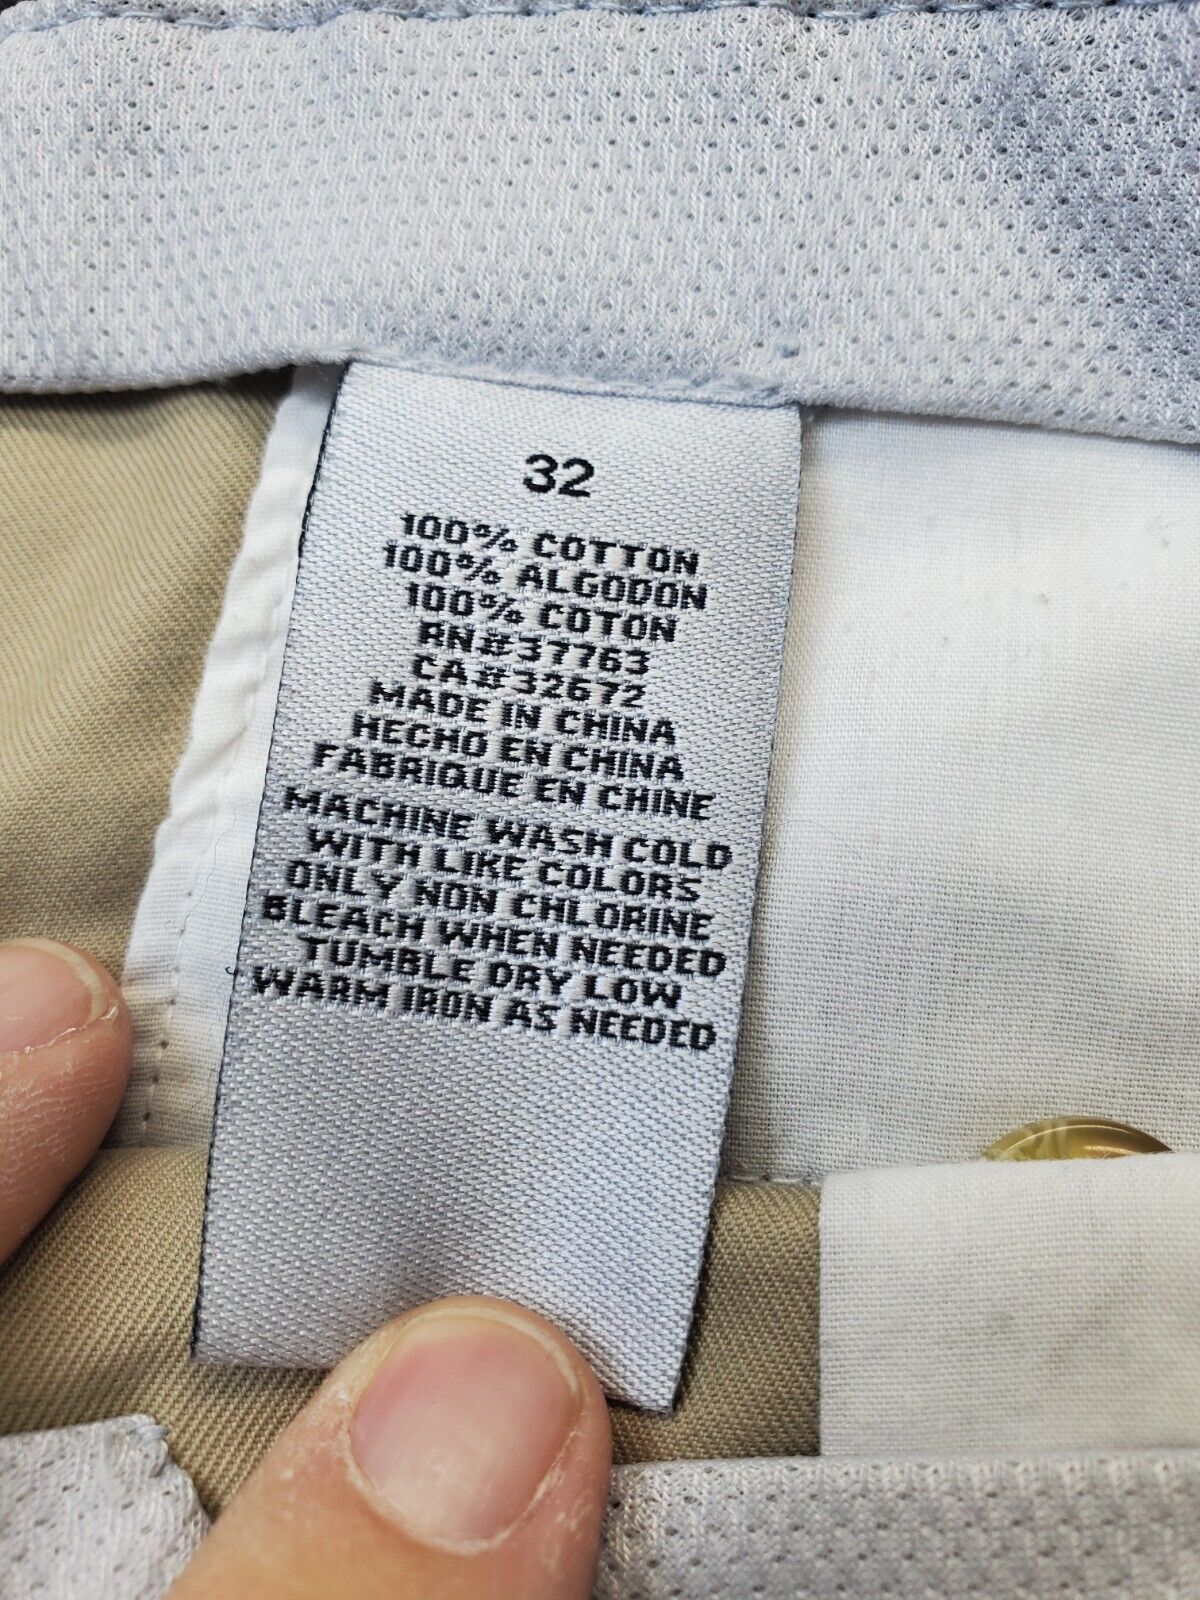 32
100% COTTON
100% ALGODON
100% COTON
RN#37763
CA#32672
MADE IN CHINA
HECHO EN CHINA
FABRIQUE EN CHINE
MACHINE WASH COLD
WITH LIKE COLORS
ONLY NON CHLORINE
BLEACH WHEN NEEDED
TUMBLE DRY LOW
WARM IRON AS NEEDED